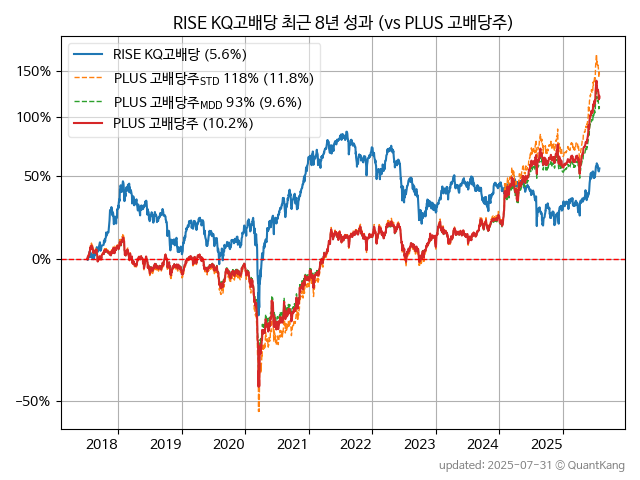 RISE KQ고배당 최근 8년 성과 (vs PLUS 고배당주)
RISE KQ고배당 (5.6%)
PLUS 고배당주STD 118% (11.8%)
PLUS 고배당주MDD 93% (9.6%)
PLUS 고배당주 (10.2%)
150%
100%
50%
0%
−50%
2018 2019 2020 2021 2022 2023 2024 2025
updated: 2025-07-31 © QuantKang